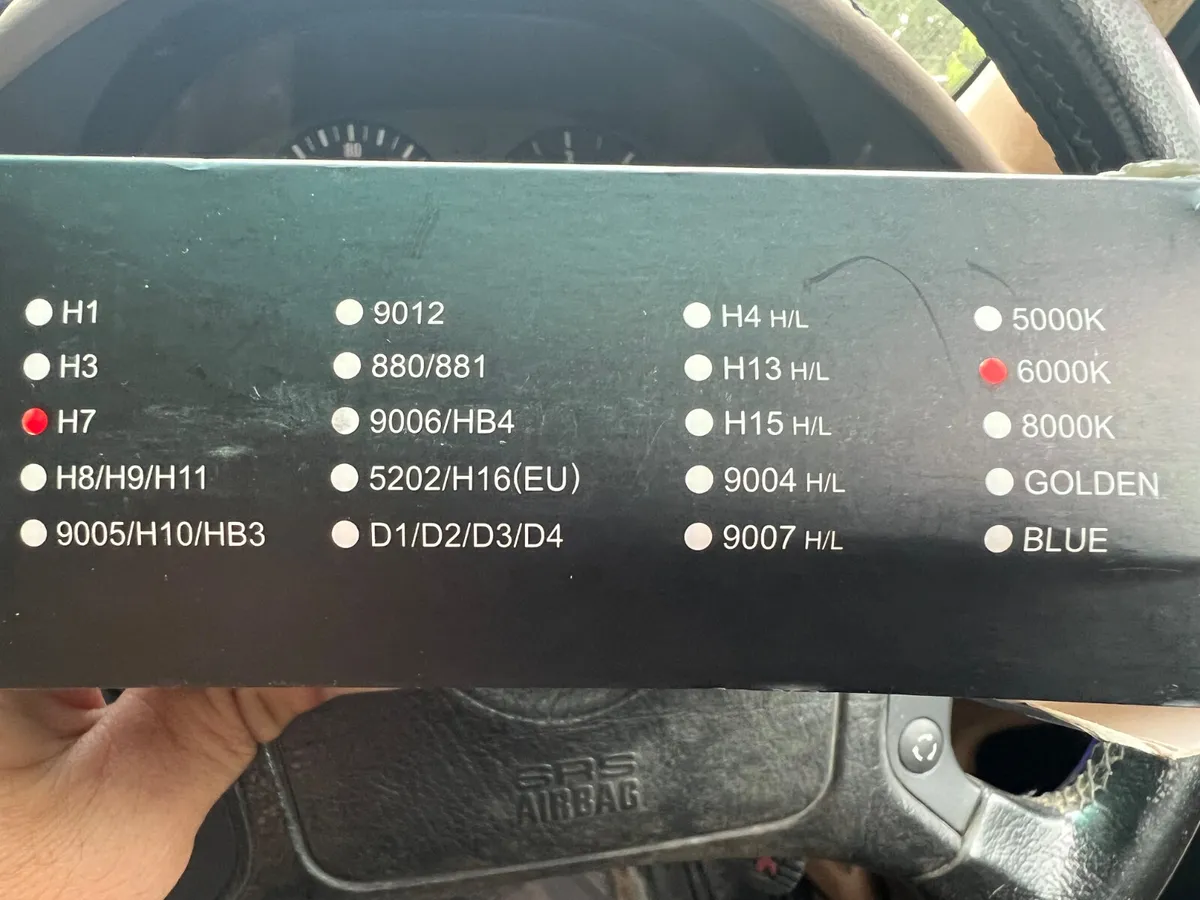 H1
H3
H7
H8/H9/H11
9005/H10/HB3
9012
880/881
9006/HB4
5202/H16(EU)
D1/D2/D3/D4
H4 H/L
H13 H/L
H15 H/L
9004 H/L
9007 H/L
5000K
6000K
8000K
GOLDEN
BLUE
SRS
AIRBAG